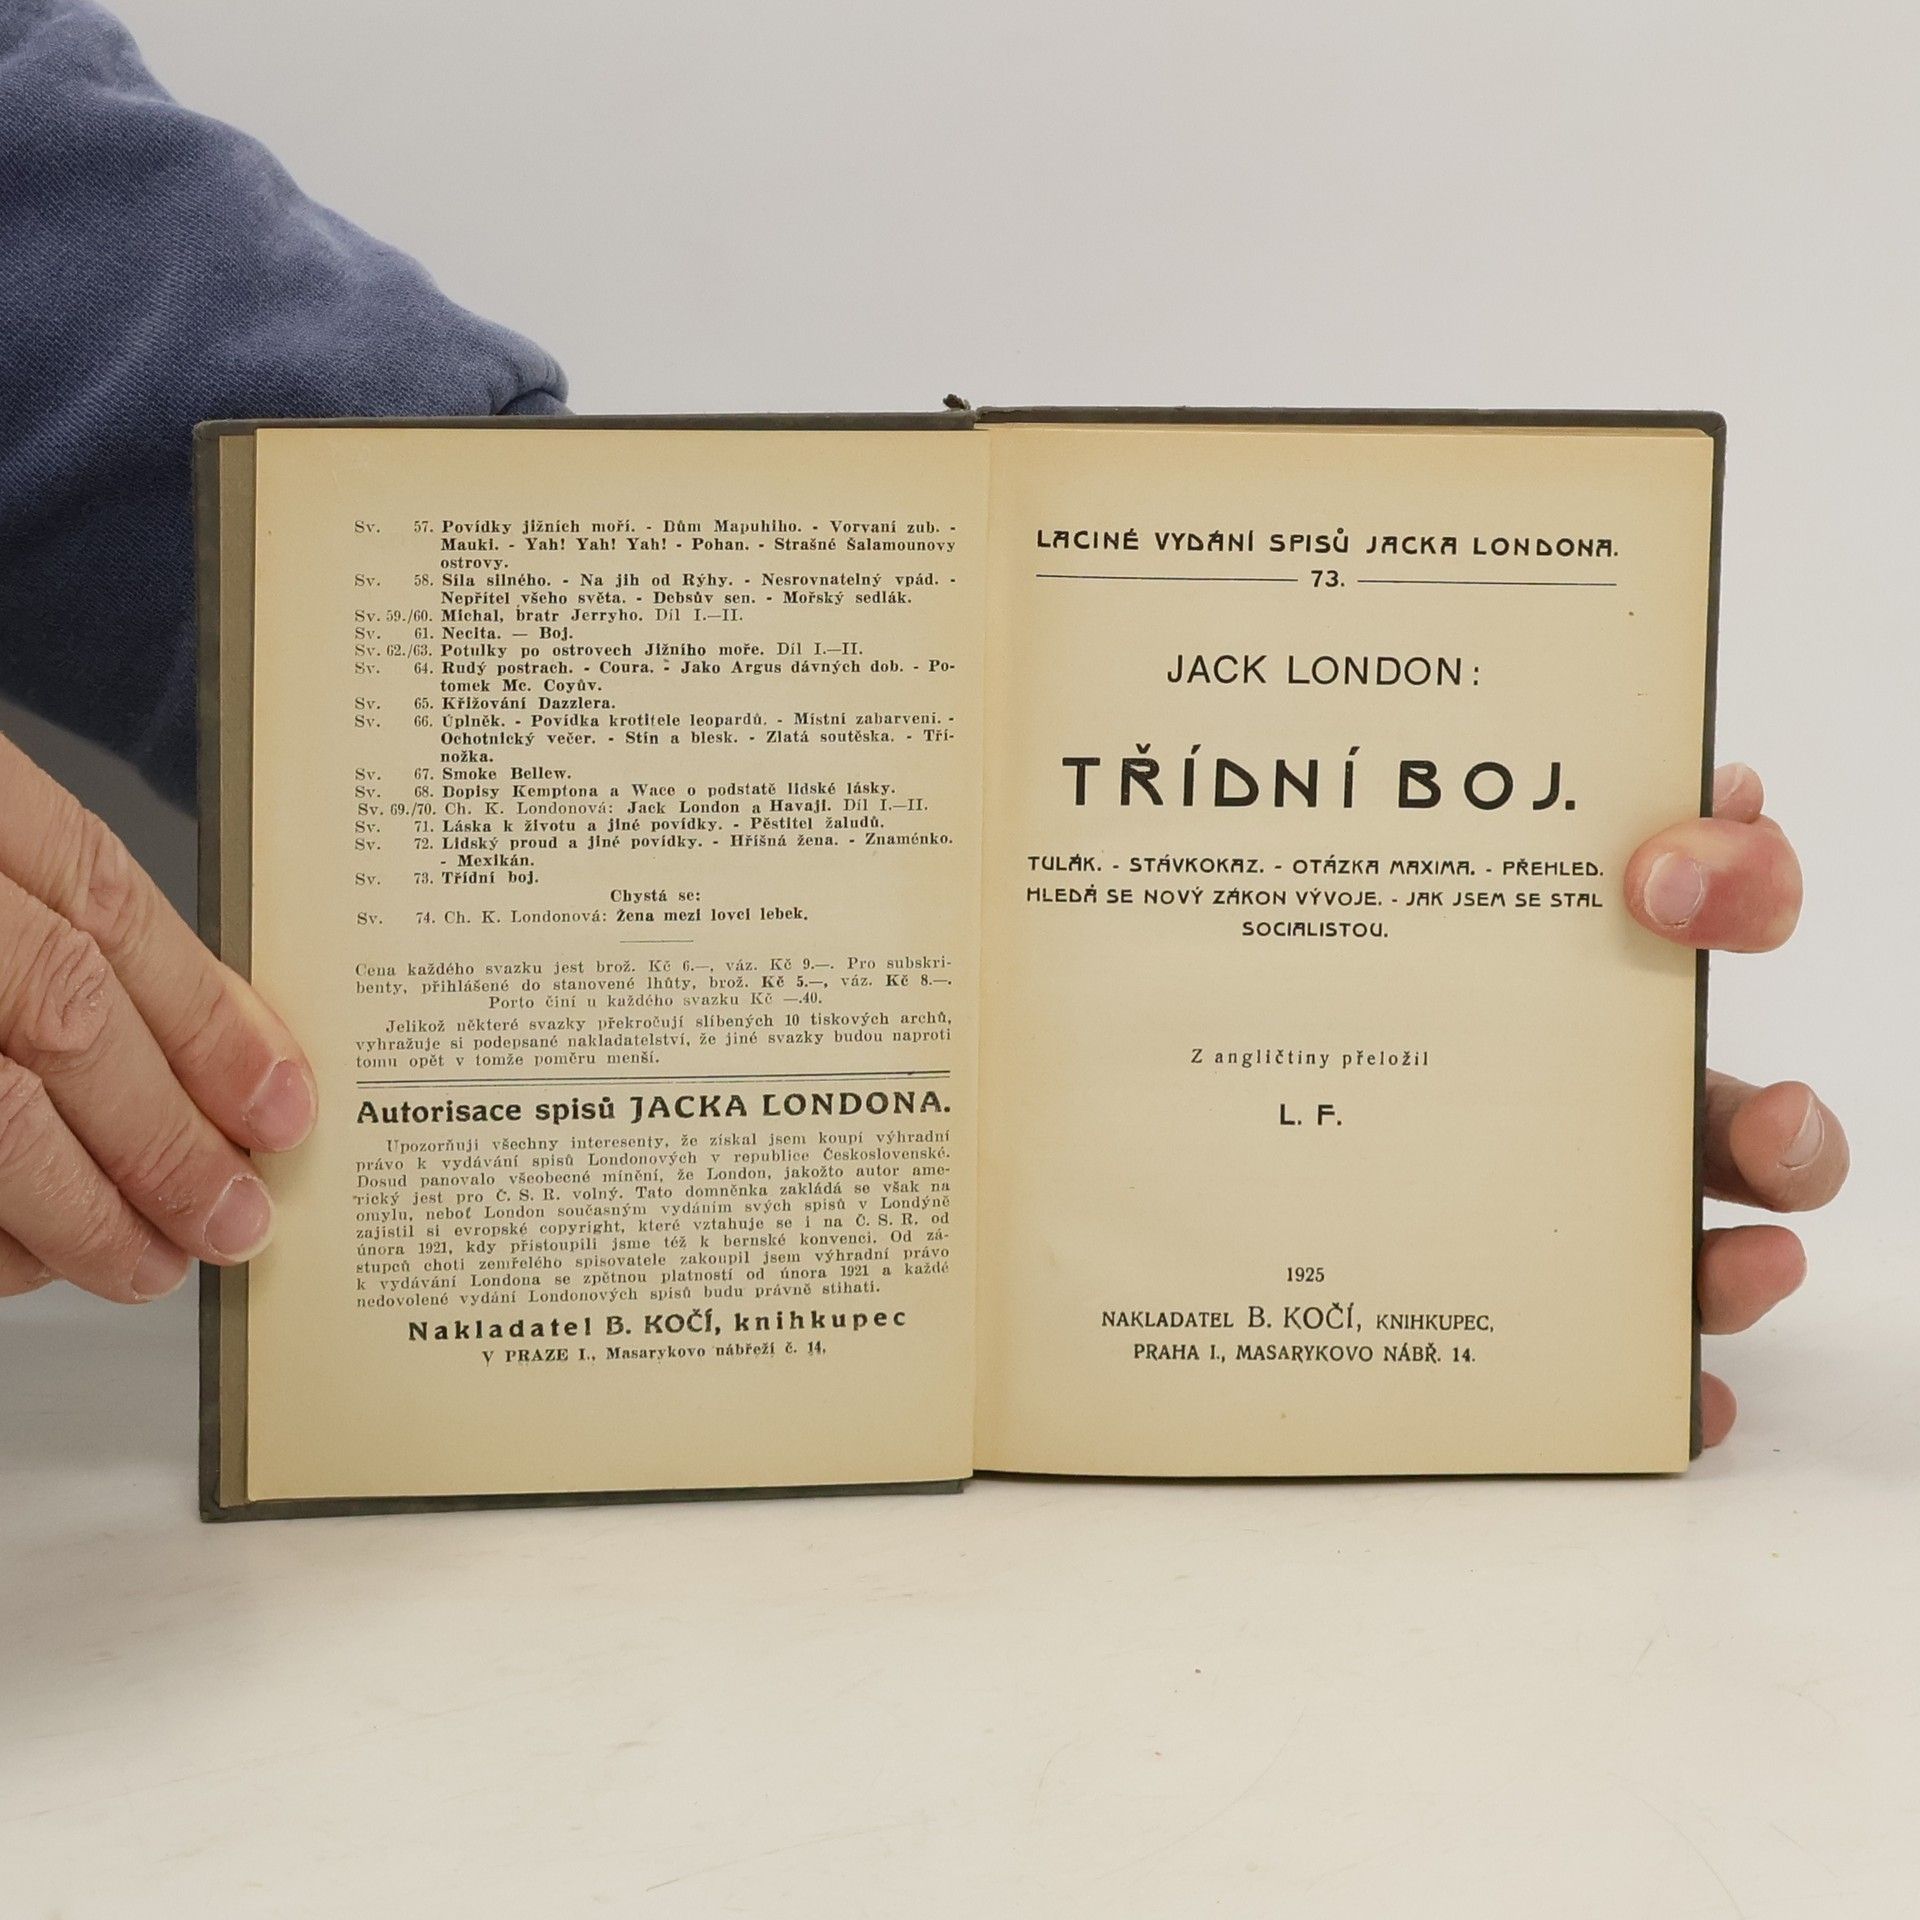 Sv. 57. Povídky jižních moří. - Dům Mapuhiho. - Vorvaní zub. -
Mauki. - Yah! Yah! Yah! - Pohan. - Strašné Šalamounovy
ostrovy.
Sv. 58. Síla silného. - Na jih od Rýhy. - Nesrovnatelný vpád. -
Nepřítel všeho světa. - Debsův sen. - Mořský sedlák.
Sv. 59./60. Michal, bratr Jerryho. Díl I.—II.
Sv. 61. Necita. — Boj.
Sv. 62./63. Potulky po ostrovech Jižního moře. Díl I.—II.
Sv. 64. Rudý postrach. - Coura. - Jako Argus dávných dob. - Po-
tomek Mc. Coyův.
Sv. 65. Křižování Dazzlera.
Sv. 66. Úplněk. - Povídka krotitele leopardů. - Místní zabarvení. -
Ochotnický večer. - Stín a blesk. - Zlatá soutěska. - Tří-
nožka.
Sv. 67. Smoke Bellew.
Sv. 68. Dopisy Kemptona a Wace o podstatě lidské lásky.
Sv. 69./70. Ch. K. Londonová: Jack London a Havaji. Díl I.—II.
Sv. 71. Láska k životu a jiné povídky. - Pěstitel žaludů.
Sv. 72. Lidský proud a jiné povídky. - Hříšná žena. - Znaménko.
- Mexikán.
Sv. 73. Třídní boj.
Chystá se:
Sv. 74. Ch. K. Londonová: Žena mezi lovci lebek.
Cena každého svazku jest brož. Kč 6.—, váz. Kč 9.—. Pro subskri-
benty, přihlášené do stanovené lhůty, brož. Kč 5.—, váz. Kč 8.—.
Porto činí u každého svazku Kč —.40.
Jelikož některé svazky překročují slíbených 10 tiskových archů,
vyhražuje si podepsané nakladatelství, že jiné svazky budou naproti
tomu opět v tomže poměru menší.
Autorisace spisů JACKA LONDONA.
Upozorňuji všechny interesenty, že získal jsem koupí výhradní
právo k vydávání spisů Londonových v republice Československé.
Dosud panovalo všeobecné mínění, že London, jakožto autor ame-
rický jest pro Č. S. R. volný. Tato domněnka zakládá se však na
omylu, neboť London současným vydáním svých spisů v Londýně
zajistil si evropské copyright, které vztahuje se i na Č. S. R. od
února 1921, kdy přistoupili jsme též k bernské konvenci. Od zá-
stupců choti zemřelého spisovatele zakoupil jsem výhradní právo
k vydávání Londona se zpětnou platností od února 1921 a každé
nedovolené vydání Londonových spisů budu právně stíhati.
Nakladatel B. KOČÍ, knihkupec
V PRAZE I., Masarykovo nábřeží č. 14.
LACINÉ VYDÁNÍ SPISŮ JACKA LONDONA.
73.
JACK LONDON:
TŘÍDNÍ BOJ.
TULÁK. - STÁVKOKAZ. - OTÁZKA MAXIMA. - PŘEHLED.
HLEDÁ SE NOVÝ ZÁKON VÝVOJE. - JAK JSEM SE STAL
SOCIALISTOU.
Z angličtiny přeložil
L. F.
1925
NAKLADATEL B. KOČÍ, KNIHKUPEC,
PRAHA I., MASARYKOVO NÁBŘ. 14.